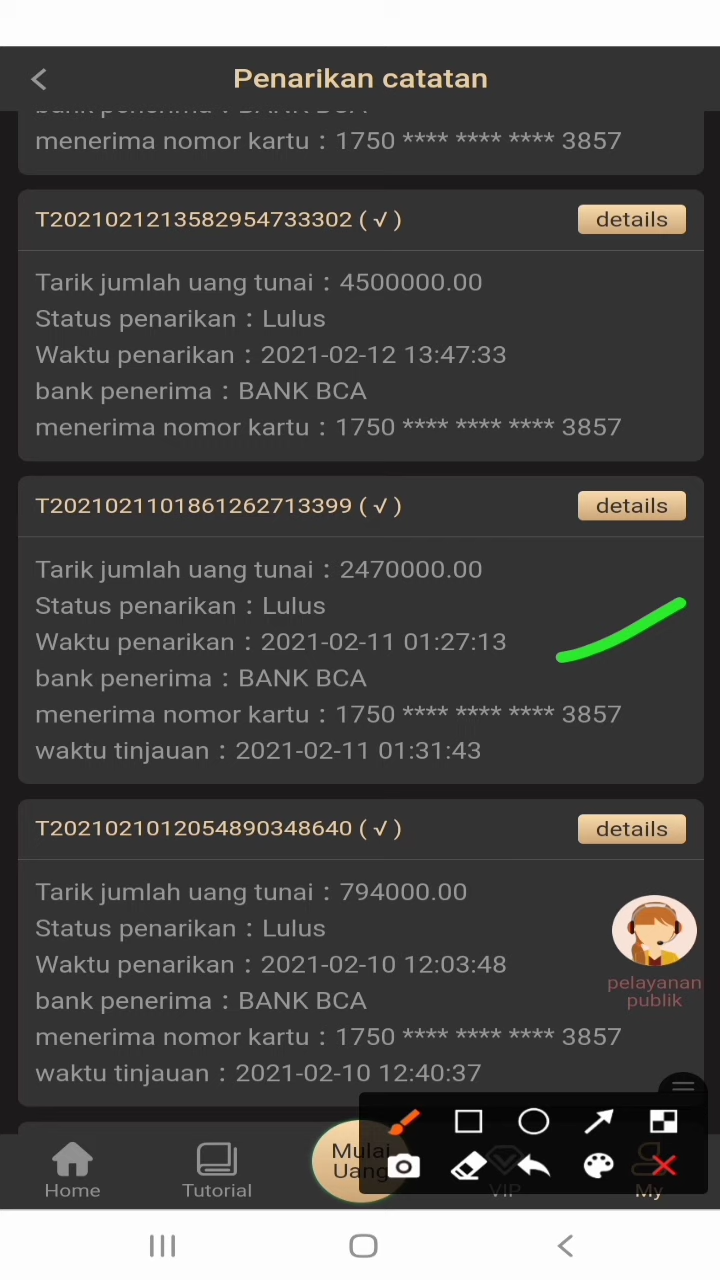 Penarikan catatan
menerima nomor kartu : 1750 **** **** **** 3857
T2021021213582954733302 ( √ )
details
Tarik jumlah uang tunai : 4500000.00
Status penarikan : Lulus
Waktu penarikan : 2021-02-12 13:47:33
bank penerima : BANK BCA
menerima nomor kartu : 1750 **** **** **** 3857
T2021021101861262713399 ( √ )
details
Tarik jumlah uang tunai : 2470000.00
Status penarikan : Lulus
Waktu penarikan : 2021-02-11 01:27:13
bank penerima : BANK BCA
menerima nomor kartu : 1750 **** **** **** 3857
waktu tinjauan : 2021-02-11 01:31:43
T2021021012054890348640 ( √ )
details
Tarik jumlah uang tunai : 794000.00
Status penarikan : Lulus
Waktu penarikan : 2021-02-10 12:03:48
bank penerima : BANK BCA
menerima nomor kartu : 1750 **** **** **** 3857
waktu tinjauan : 2021-02-10 12:40:37
pelayanan
publik
Home
Tutorial
Mulai
Uang
VIP
My